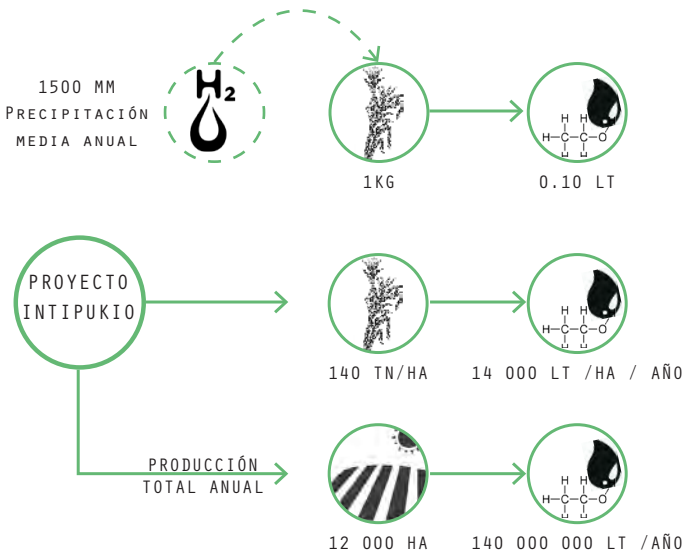 1500 MM
PRECIPITACIÓN
MEDIA ANUAL
H2
1KG
H H
H-C-C-O
H H
0.10 LT
PROYECTO
INTIPUKIO
140 TN/HA
H H
H-C-C-O
H H
14 000 LT /HA / AÑO
PRODUCCIÓN
TOTAL ANUAL
12 000 HA
H H
H-C-C-O
H H
140 000 000 LT /AÑO